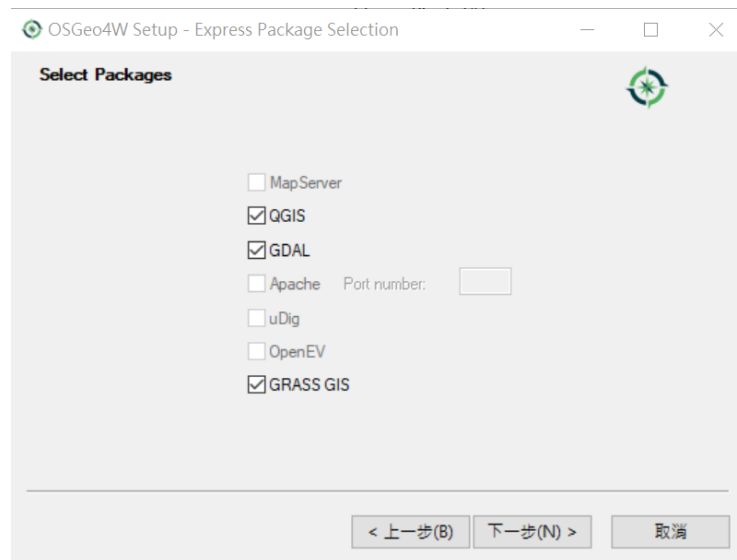 OSGeo4W Setup - Express Package Selection
Select Packages
MapServer
QGIS
GDAL
Apache Port number:
uDig
OpenEV
GRASS GIS
< 上一步(B) 下一步(N) > 取消